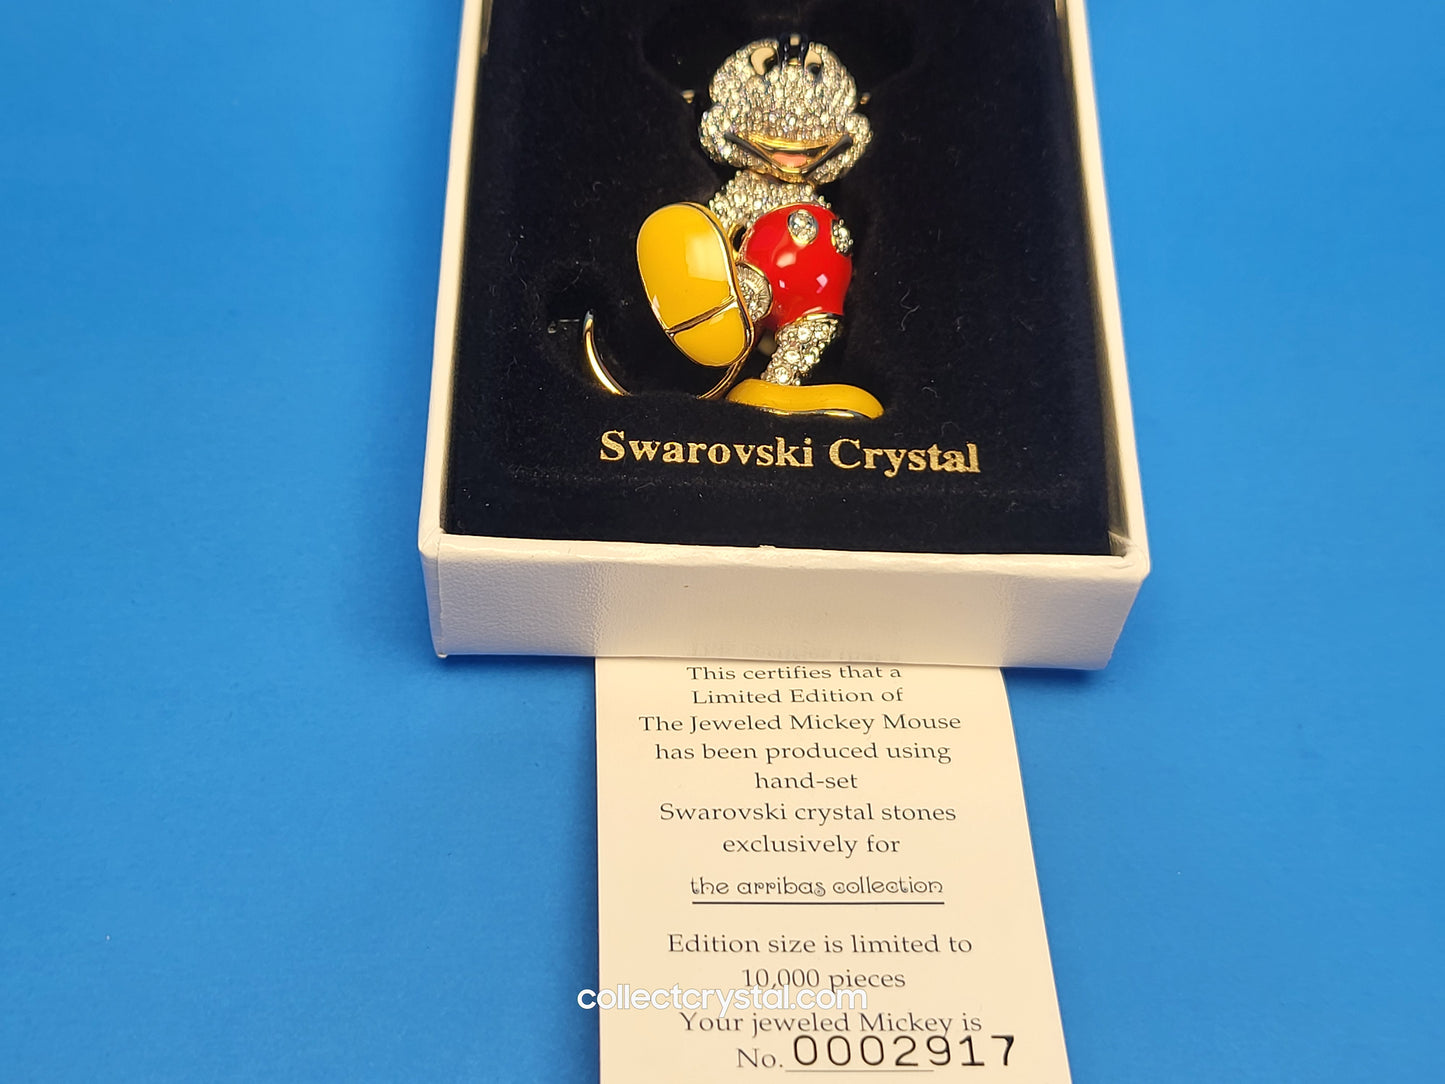 Swarovski Crystal
This certifies that a
Limited Edition of
The Jeweled Mickey Mouse
has been produced using
hand-set
Swarovski crystal stones
exclusively for
the arribas collection
Edition size is limited to
10,000 pieces
collectcrystal.com
Your jeweled Mickey is
No. 0002917